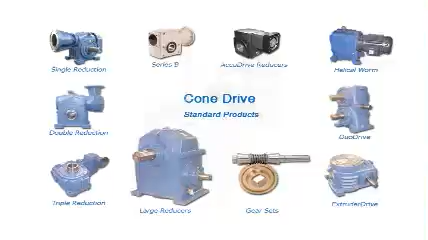 Single Reduction
Series B
AccuDrive Reducers
Helical Worm
Cone Drive
Standard Products
Double Reduction
DuoDrive
Triple Reduction
Large Reducers
Gear Sets
ExtruderDrive